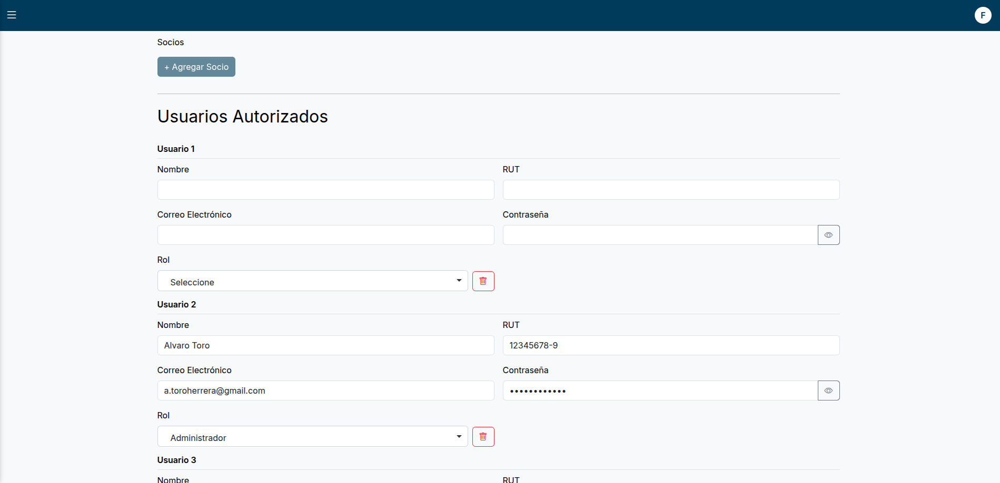 F
Socios
+ Agregar Socio
Usuarios Autorizados
Usuario 1
Nombre RUT
Correo Electrónico Contraseña
Rol
Seleccione
Usuario 2
Nombre RUT
Alvaro Toro 12345678-9
Correo Electrónico Contraseña
a.toroherrera@gmail.com ••••••••••••
Rol
Administrador
Usuario 3
Nombre RUT